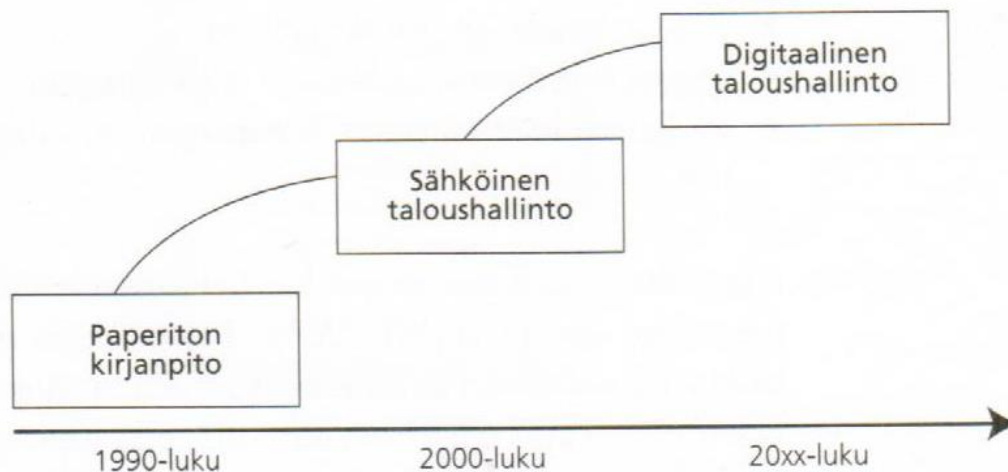 Digitaalinen
taloushallinto
Sähköinen
taloushallinto
Paperiton
kirjanpito
1990-luku
2000-luku
20xx-luku